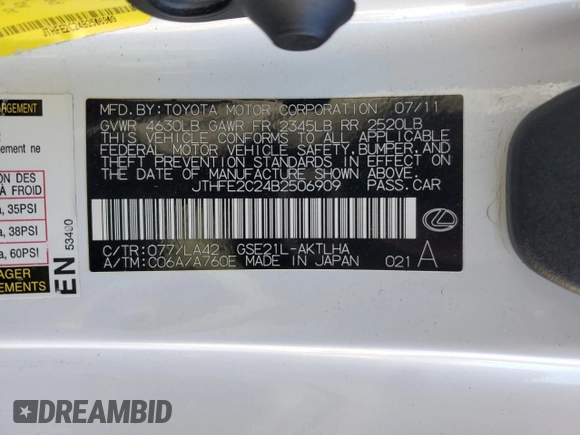 MFD. BY: TOYOTA MOTOR CORPORATION 07/11
GVWR 4630LB GAWR FR 2345LB RR 2520LB
THIS VEHICLE CONFORMS TO ALL APPLICABLE
FEDERAL MOTOR VEHICLE SAFETY, BUMPER, AND
THEFT PREVENTION STANDARDS IN EFFECT ON
THE DATE OF MANUFACTURE SHOWN ABOVE.
JTHFE2C24B2506909 PASS.CAR
C/TR: 077/LA42 GSE21L-AKTLHA
A/TM: C06A/A760E MADE IN JAPAN 021 A
ement ne
À FROID
a, 35PSI
a, 38PSI
a, 60PSI
EN 53400
DREAMBID